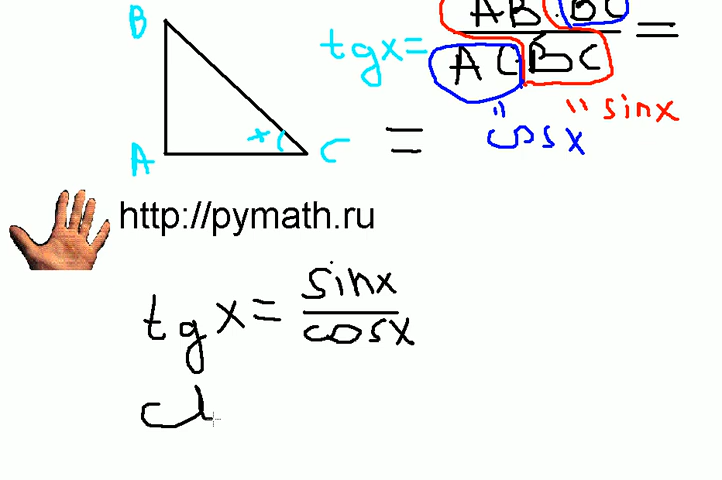 B
AB · BC
tgx= =
AC BC
" " sinx
x
A C = cosx
http://pymath.ru
sinx
tgx=
cosx